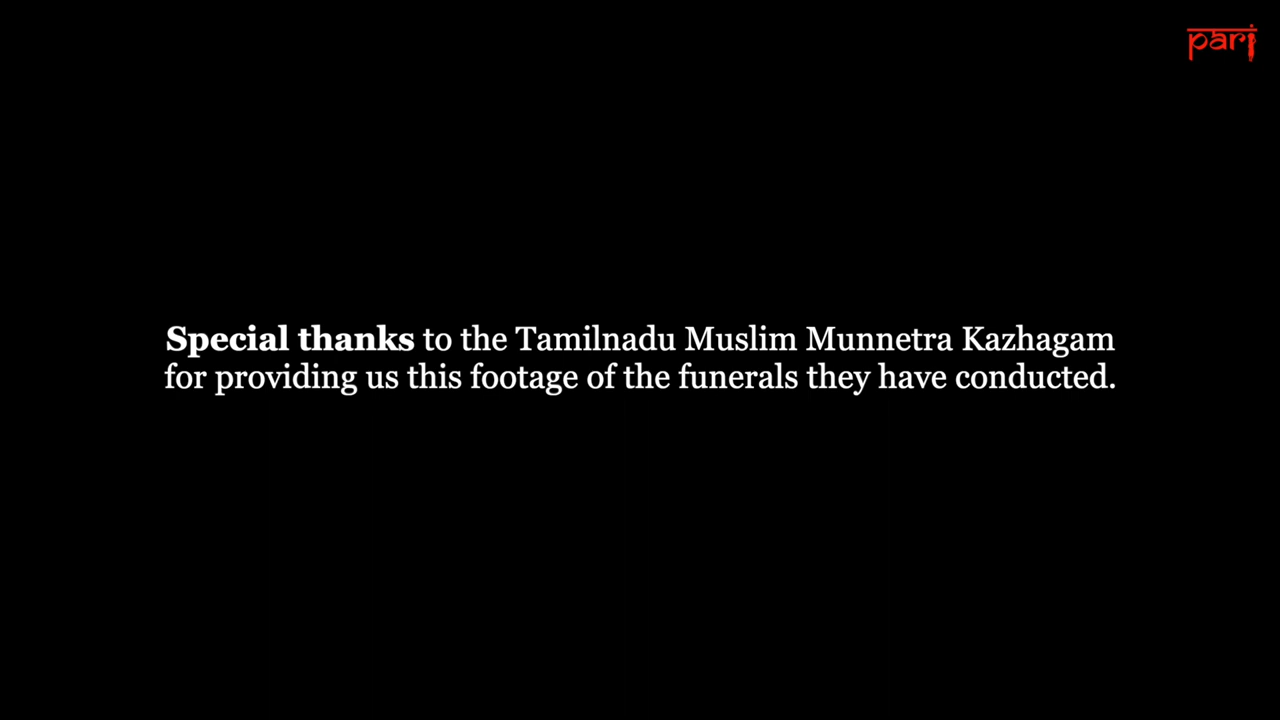 pari
Special thanks to the Tamilnadu Muslim Munnetra Kazhagam
for providing us this footage of the funerals they have conducted.